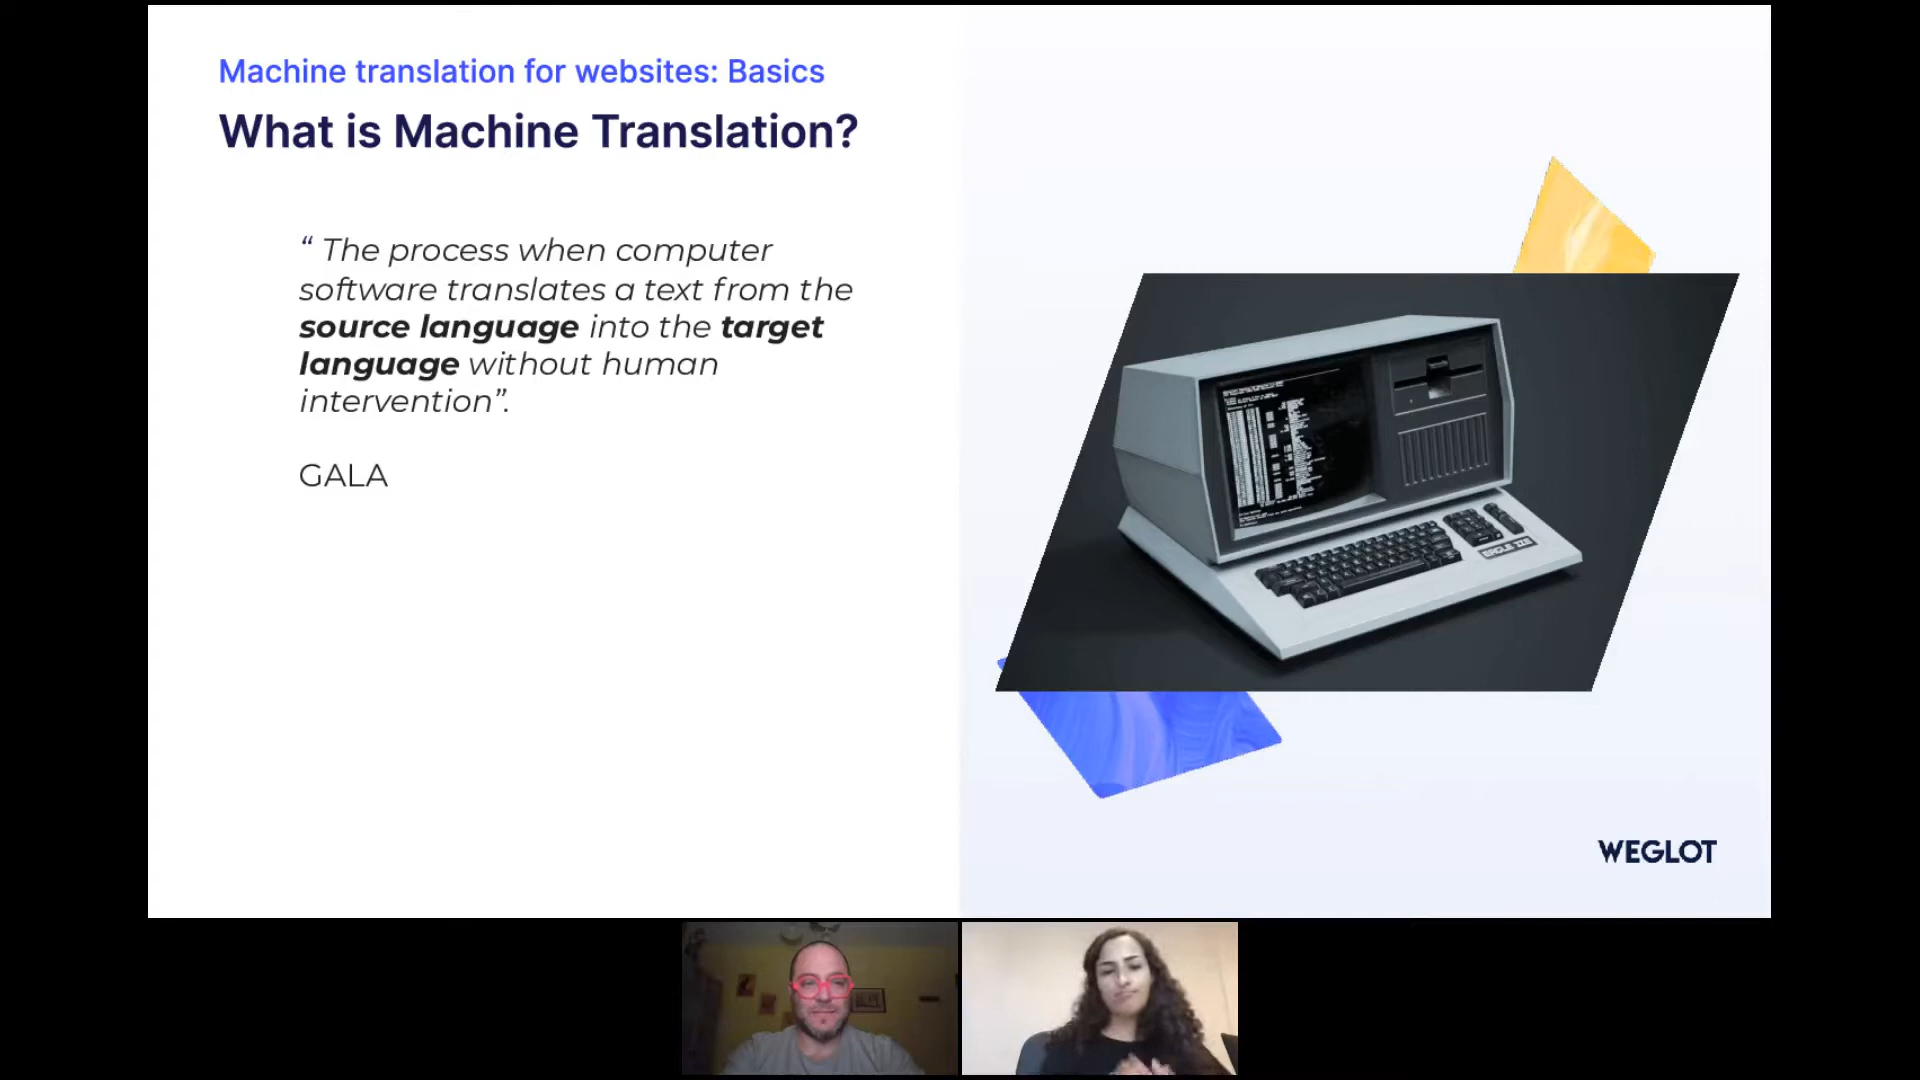 Machine translation for websites: Basics
What is Machine Translation?
“ The process when computer
software translates a text from the
source language into the target
language without human
intervention”.
GALA
WEGLOT